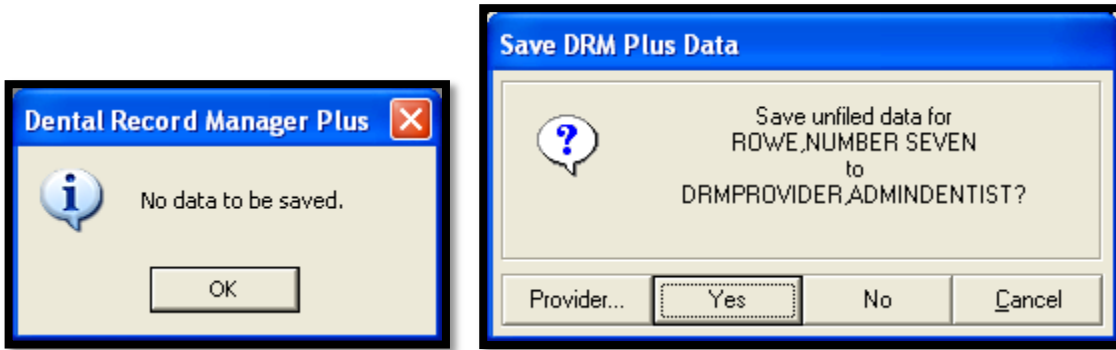 Dental Record Manager Plus
No data to be saved.
OK
Save DRM Plus Data
Save unfiled data for
ROWE,NUMBER SEVEN
to
DRMPROVIDER,ADMINDENTIST?
Provider... Yes No Cancel